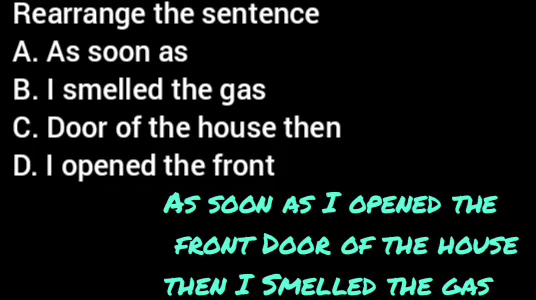 Rearrange the sentence
A. As soon as
B. I smelled the gas
C. Door of the house then
D. I opened the front
As soon as I opened the
front Door of the house
then I Smelled the gas